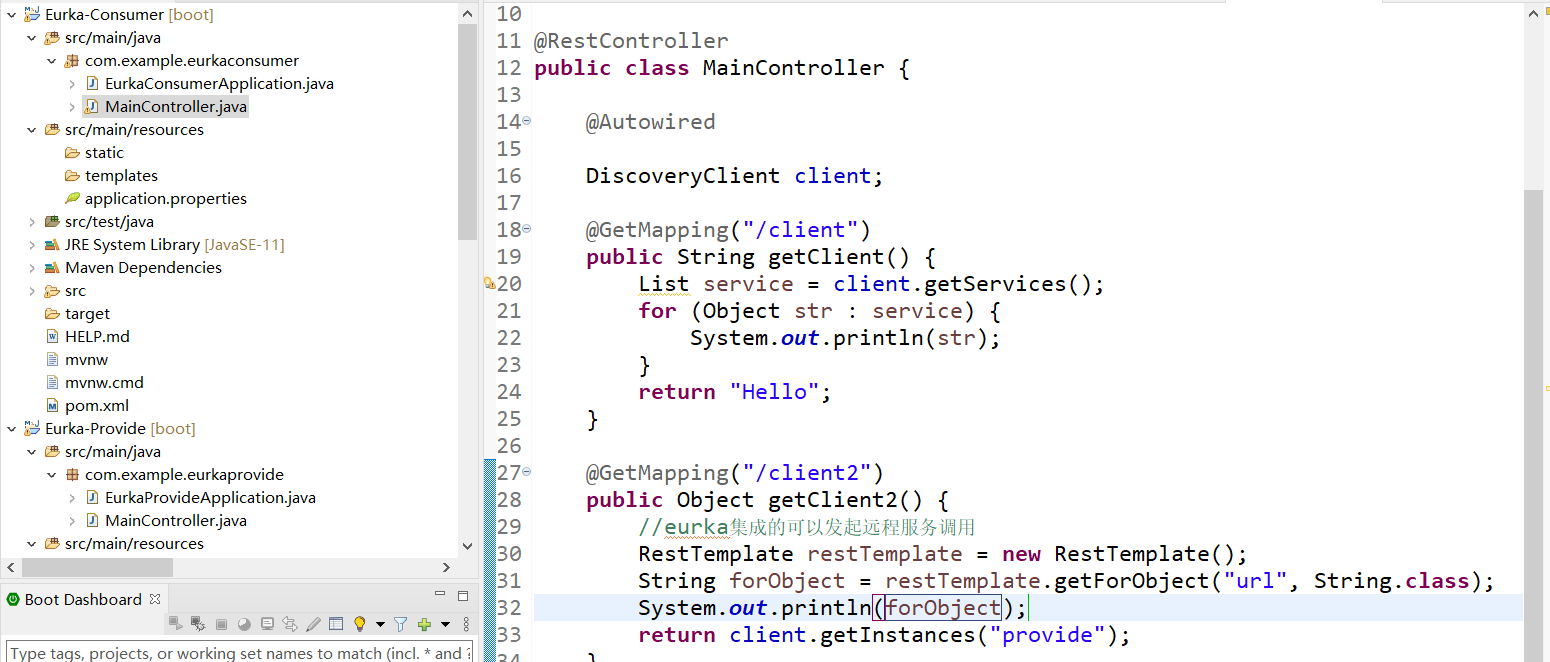 Eurka-Consumer [boot]
src/main/java
com.example.eurkaconsumer
EurkaConsumerApplication.java
MainController.java
src/main/resources
static
templates
application.properties
src/test/java
JRE System Library [JavaSE-11]
Maven Dependencies
src
target
HELP.md
mvnw
mvnw.cmd
pom.xml
Eurka-Provide [boot]
src/main/java
com.example.eurkaprovide
EurkaProvideApplication.java
MainController.java
src/main/resources
Boot Dashboard
Type tags, projects, or working set names to match (incl. * and ?
10
11 @RestController
12 public class MainController {
13
14 @Autowired
15
16 DiscoveryClient client;
17
18 @GetMapping("/client")
19 public String getClient() {
20 List service = client.getServices();
21 for (Object str : service) {
22 System.out.println(str);
23 }
24 return "Hello";
25 }
26
27 @GetMapping("/client2")
28 public Object getClient2() {
29 //eurka集成的可以发起远程服务调用
30 RestTemplate restTemplate = new RestTemplate();
31 String forObject = restTemplate.getForObject("url", String.class);
32 System.out.println(forObject);
33 return client.getInstances("provide");
34 }